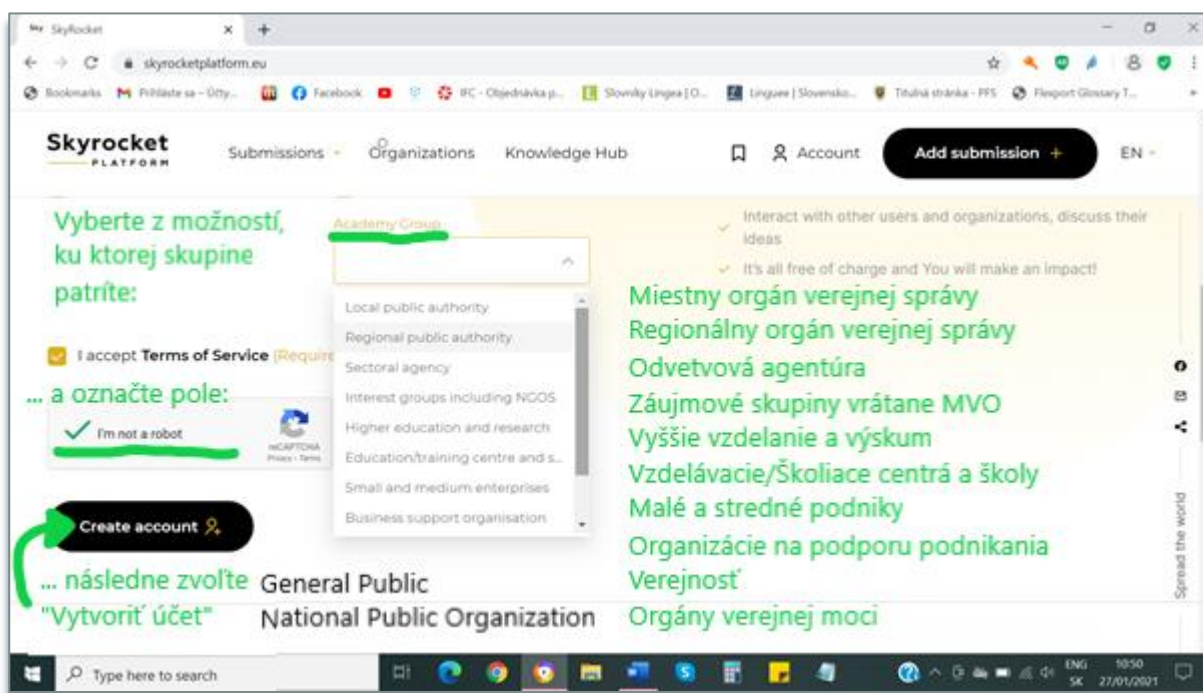 SkyRocket
skyrocketplatform.eu
Bookmarks Prihláste sa – Účty... Facebook IFC - Objednávka p... Slovníky Lingea | O... Linguee | Slovensko... Titulná stránka - PFS Flexport Glossary T...
Skyrocket
PLATFORM
Submissions Organizations Knowledge Hub Account Add submission + EN
Vyberte z možností,
ku ktorej skupine
patríte:
Academy Group
Interact with other users and organizations, discuss their
ideas
It's all free of charge and You will make an impact!
Local public authority
Regional public authority
Sectoral agency
Interest groups including NGOS
Higher education and research
Education/training centre and s...
Small and medium enterprises
Business support organisation
Miestny orgán verejnej správy
Regionálny orgán verejnej správy
Odvetvová agentúra
Záujmové skupiny vrátane MVO
Vyššie vzdelanie a výskum
Vzdelávacie/Školiace centrá a školy
Malé a stredné podniky
Organizácie na podporu podnikania
Verejnosť
Orgány verejnej moci
I accept Terms of Service (Require
... a označte pole:
I'm not a robot
reCAPTCHA
Privacy - Terms
Create account
... následne zvoľte
"Vytvoriť účet"
General Public
National Public Organization
Spread the world
Type here to search
ENG
SK
10:50
27/01/2021